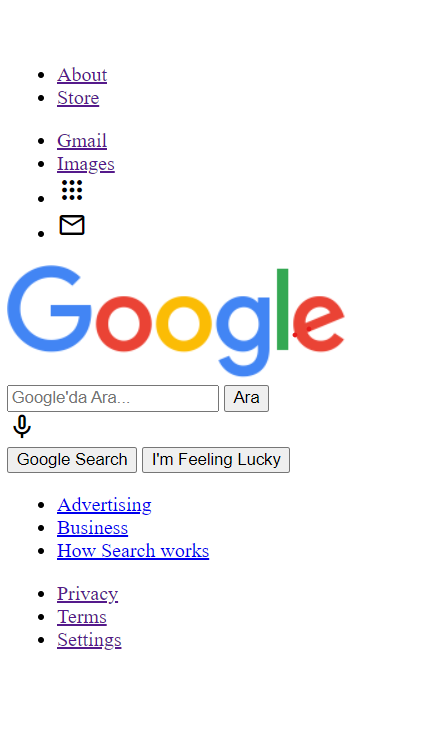 About
Store
Gmail
Images
Google
Google'da Ara... Ara
Google Search I'm Feeling Lucky
Advertising
Business
How Search works
Privacy
Terms
Settings